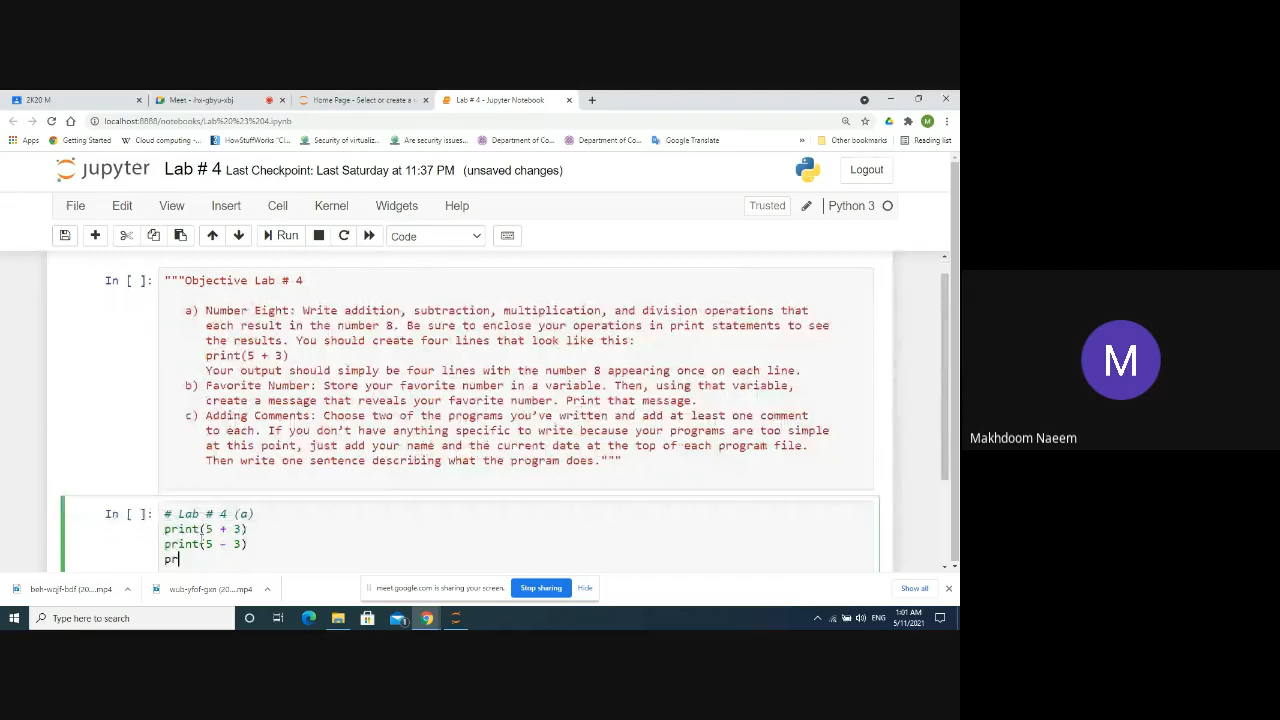 2K20 M
Meet - ihx-gbyu-xbj
Home Page - Select or create a n
Lab # 4 - Jupyter Notebook
localhost:8888/notebooks/Lab%20%23%204.ipynb
Apps
Getting Started
Cloud computing -...
HowStuffWorks "Cl...
Security of virtualiz...
Are security issues...
Department of Co...
Department of Co...
Google Translate
»
Other bookmarks
Reading list
jupyter
Lab # 4 Last Checkpoint: Last Saturday at 11:37 PM (unsaved changes)
Logout
File Edit View Insert Cell Kernel Widgets Help
Trusted
Python 3
Run
Code
In [ ]:
"""Objective Lab # 4
a) Number Eight: Write addition, subtraction, multiplication, and division operations that
each result in the number 8. Be sure to enclose your operations in print statements to see
the results. You should create four lines that look like this:
print(5 + 3)
Your output should simply be four lines with the number 8 appearing once on each line.
b) Favorite Number: Store your favorite number in a variable. Then, using that variable,
create a message that reveals your favorite number. Print that message.
c) Adding Comments: Choose two of the programs you've written and add at least one comment
to each. If you don't have anything specific to write because your programs are too simple
at this point, just add your name and the current date at the top of each program file.
Then write one sentence describing what the program does."""
In [ ]:
# Lab # 4 (a)
print(5 + 3)
print(5 - 3)
pr
beh-wqjf-bdf (20....mp4
wub-yfof-gxn (20....mp4
meet.google.com is sharing your screen.
Stop sharing
Hide
Show all
Type here to search
ENG
1:01 AM
5/11/2021
M
Makhdoom Naeem
M